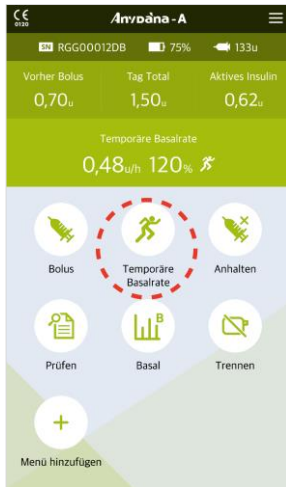 CE
0120
AnyDana-A
SN RGG00012DB 75% 133u
Vorher Bolus Tag Total Aktives Insulin
0,70u 1,50u 0,62u
Temporäre Basalrate
0,48u/h 120%
Bolus Temporäre Anhalten
Basalrate
B
Prüfen Basal Trennen
Menü hinzufügen